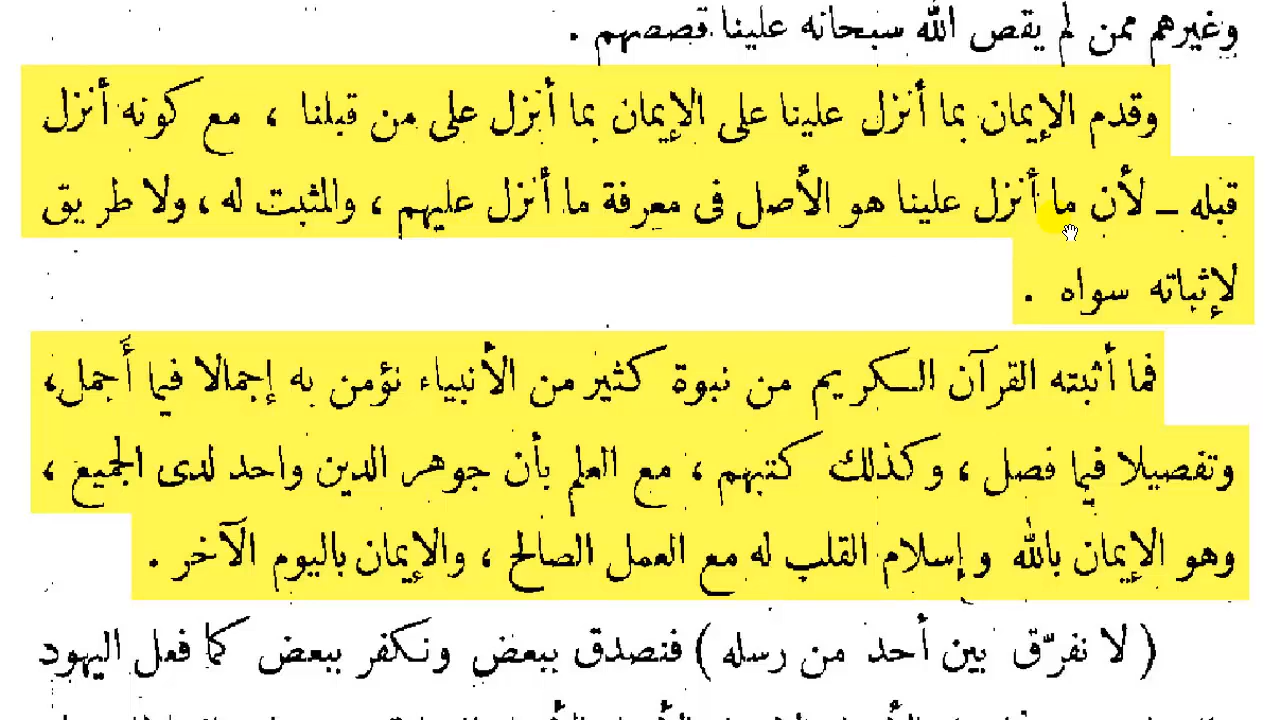 وغيرهم ممن لم يقص الله سبحانه علينا قصصهم .
وقدم الإيمان بما أنزل علينا على الإيمان بما أنزل على من قبلنا ، مع كونه أنزل
قبله ــ لأن ما أنزل علينا هو الأصل فى معرفة ما أنزل عليهم ، والمثبت له ، ولا طريق
لإثباته سواه .
فما أثبته القرآن الكريم من نبوة كثير من الأنبياء نؤمن به إجمالا فيما أَجمل،
وتفصيلا فيما فصل ، وكذلك كتبهم ، مع العلم بأن جوهر الدين واحد لدى الجميع ،
وهو الإيمان بالله وإسلام القلب له مع العمل الصالح ، والإيمان باليوم الآخر .
( لا نفرّق بين أحد من رسله ) فنصدق ببعض ونكفر ببعض كما فعل اليهود